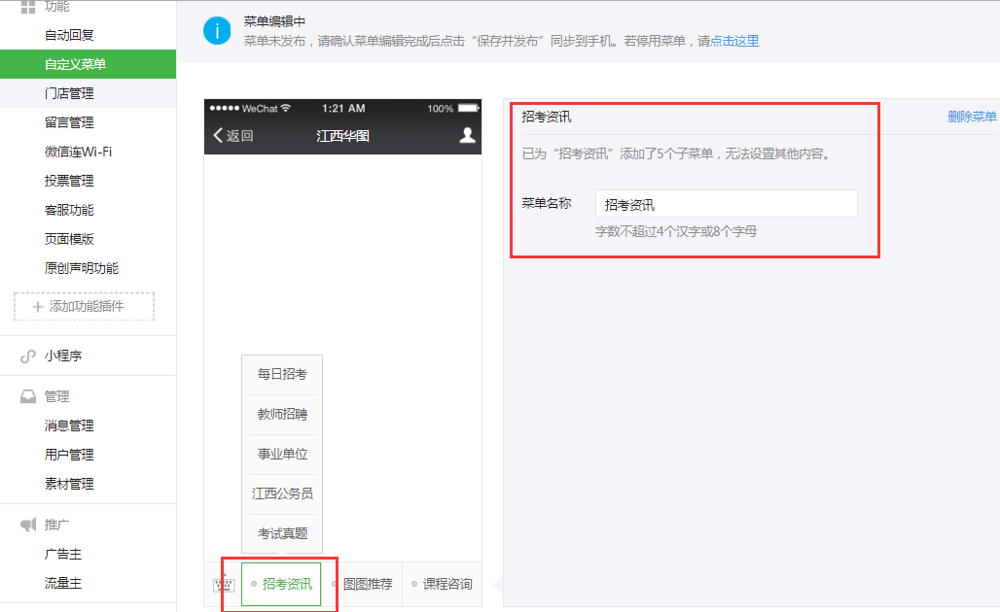 功能
自动回复
自定义菜单
门店管理
留言管理
微信连Wi-Fi
投票管理
客服功能
页面模版
原创声明功能
添加功能插件
小程序
管理
消息管理
用户管理
素材管理
推广
广告主
流量主
菜单编辑中
菜单未发布，请确认菜单编辑完成后点击“保存并发布”同步到手机。若停用菜单，请点击这里
WeChat 1:21 AM 100%
返回 江西华图
每日招考
教师招聘
事业单位
江西公务员
考试真题
招考资讯 图图推荐 课程咨询
招考资讯 删除菜单
已为“招考资讯”添加了5个子菜单，无法设置其他内容。
菜单名称 招考资讯
字数不超过4个汉字或8个字母